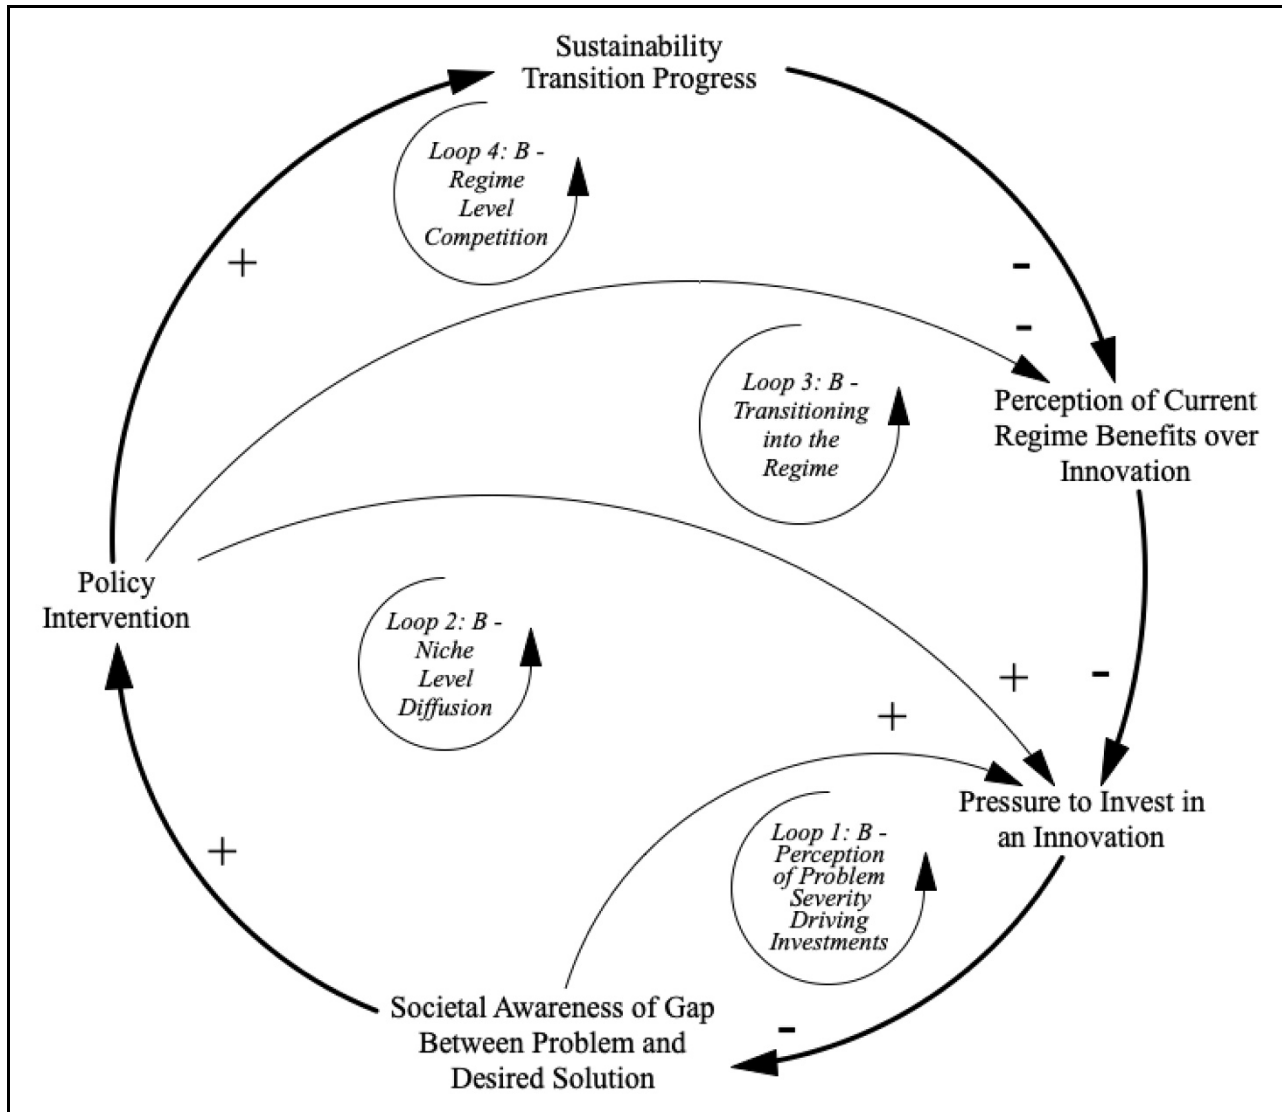 Sustainability
Transition Progress
Loop 4: B -
Regime
Level
Competition
+
-
-
Loop 3: B -
Transitioning
into the
Regime
Perception of Current
Regime Benefits over
Innovation
Policy
Intervention
Loop 2: B -
Niche
Level
Diffusion
+
-
+
Pressure to Invest in
an Innovation
Loop 1: B -
Perception
of Problem
Severity
Driving
Investments
+
Societal Awareness of Gap
Between Problem and
Desired Solution
-